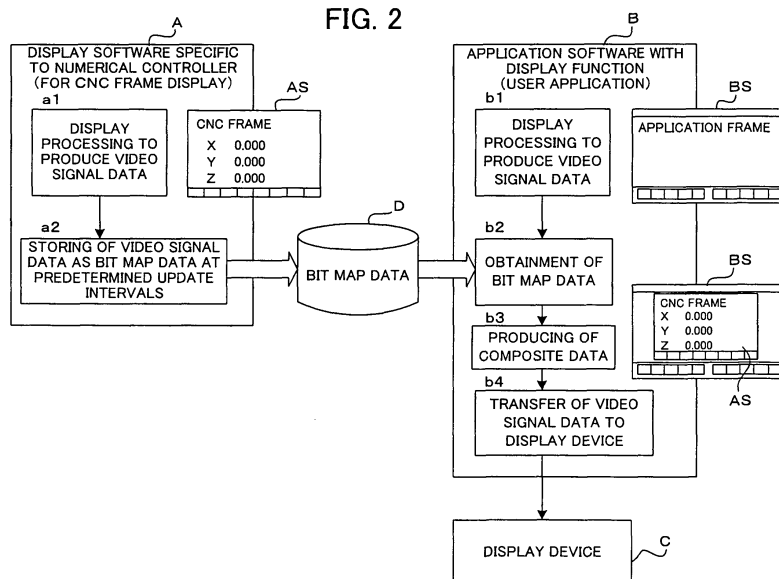 FIG. 2
A
DISPLAY SOFTWARE SPECIFIC
TO NUMERICAL CONTROLLER
(FOR CNC FRAME DISPLAY)
a1
DISPLAY
PROCESSING TO
PRODUCE VIDEO
SIGNAL DATA
AS
CNC FRAME
X 0.000
Y 0.000
Z 0.000
a2
STORING OF VIDEO SIGNAL
DATA AS BIT MAP DATA AT
PREDETERMINED UPDATE
INTERVALS
D
BIT MAP DATA
B
APPLICATION SOFTWARE WITH
DISPLAY FUNCTION
(USER APPLICATION)
b1
DISPLAY
PROCESSING TO
PRODUCE VIDEO
SIGNAL DATA
BS
APPLICATION FRAME
b2
OBTAINMENT OF
BIT MAP DATA
b3
PRODUCING OF
COMPOSITE DATA
b4
TRANSFER OF VIDEO
SIGNAL DATA TO
DISPLAY DEVICE
BS
CNC FRAME
X 0.000
Y 0.000
Z 0.000
AS
DISPLAY DEVICE
C